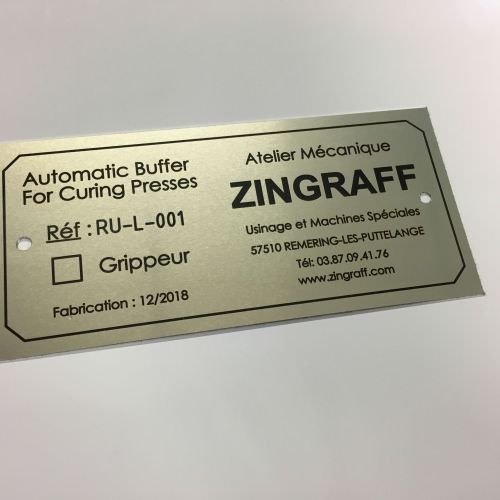 Automatic Buffer
For Curing Presses
Réf : RU-L-001
Grippeur
Fabrication : 12/2018
Atelier Mécanique
ZINGRAFF
Usinage et Machines Spéciales
57510 REMERING-LES-PUTTELANGE
Tél: 03.87.09.41.76
www.zingraff.com